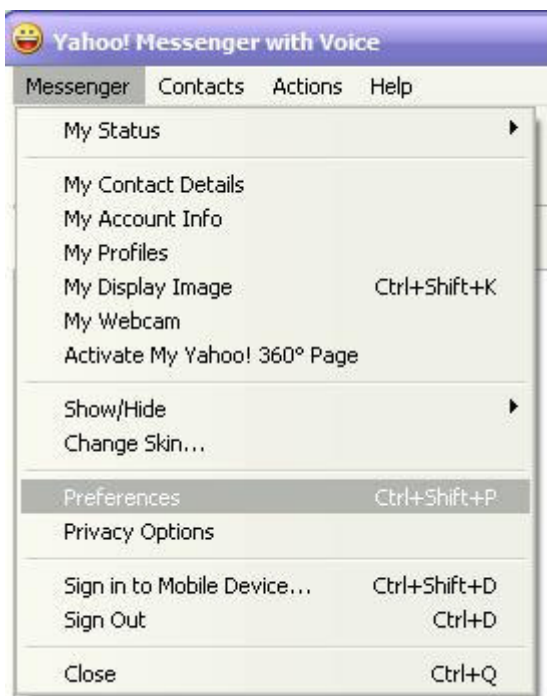 Yahoo! Messenger with Voice
Messenger Contacts Actions Help
My Status
My Contact Details
My Account Info
My Profiles
My Display Image Ctrl+Shift+K
My Webcam
Activate My Yahoo! 360° Page
Show/Hide
Change Skin...
Preferences Ctrl+Shift+P
Privacy Options
Sign in to Mobile Device... Ctrl+Shift+D
Sign Out Ctrl+D
Close Ctrl+Q